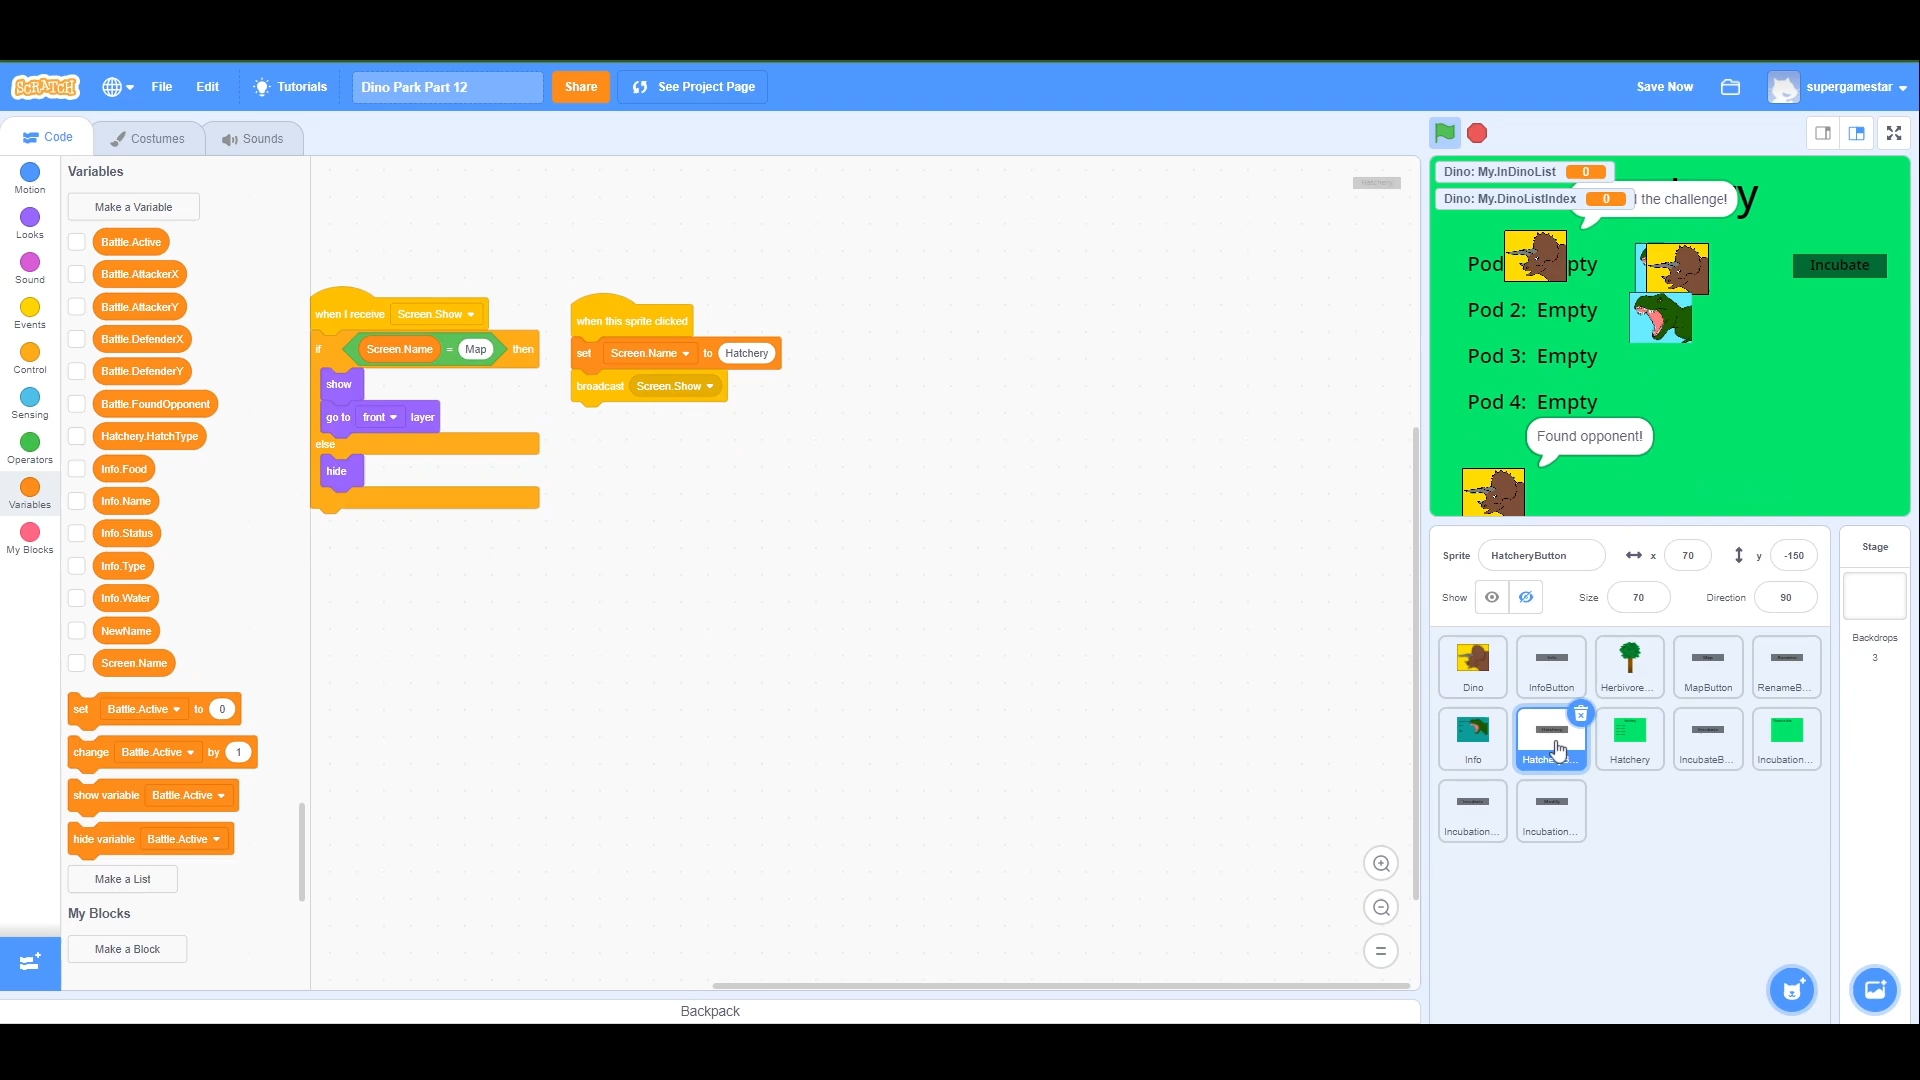 SCRATCH File Edit Tutorials Dino Park Part 12 Share See Project Page Save Now supergamestar
Code Costumes Sounds
Motion
Looks
Sound
Events
Control
Sensing
Operators
Variables
My Blocks
Variables
Make a Variable
Battle.Active
Battle.AttackerX
Battle.AttackerY
Battle.DefenderX
Battle.DefenderY
Battle.FoundOpponent
Hatchery.HatchType
Info.Food
Info.Name
Info.Status
Info.Type
Info.Water
NewName
Screen.Name
set Battle.Active to 0
change Battle.Active by 1
show variable Battle.Active
hide variable Battle.Active
Make a List
My Blocks
Make a Block
when I receive Screen.Show
if Screen.Name = Map then
show
go to front layer
else
hide
when this sprite clicked
set Screen.Name to Hatchery
broadcast Screen.Show
Hatchery
Backpack
Dino: My.InDinoList 0
Dino: My.DinoListIndex 0
the challenge!
y
Pod pty
Incubate
Pod 2: Empty
Pod 3: Empty
Pod 4: Empty
Found opponent!
Sprite HatcheryButton x 70 y -150
Show Size 70 Direction 90
Dino InfoButton Herbivore... MapButton RenameB...
Info HatcheryB... Hatchery IncubateB... Incubation...
Incubation... Incubation...
Stage
Backdrops
3